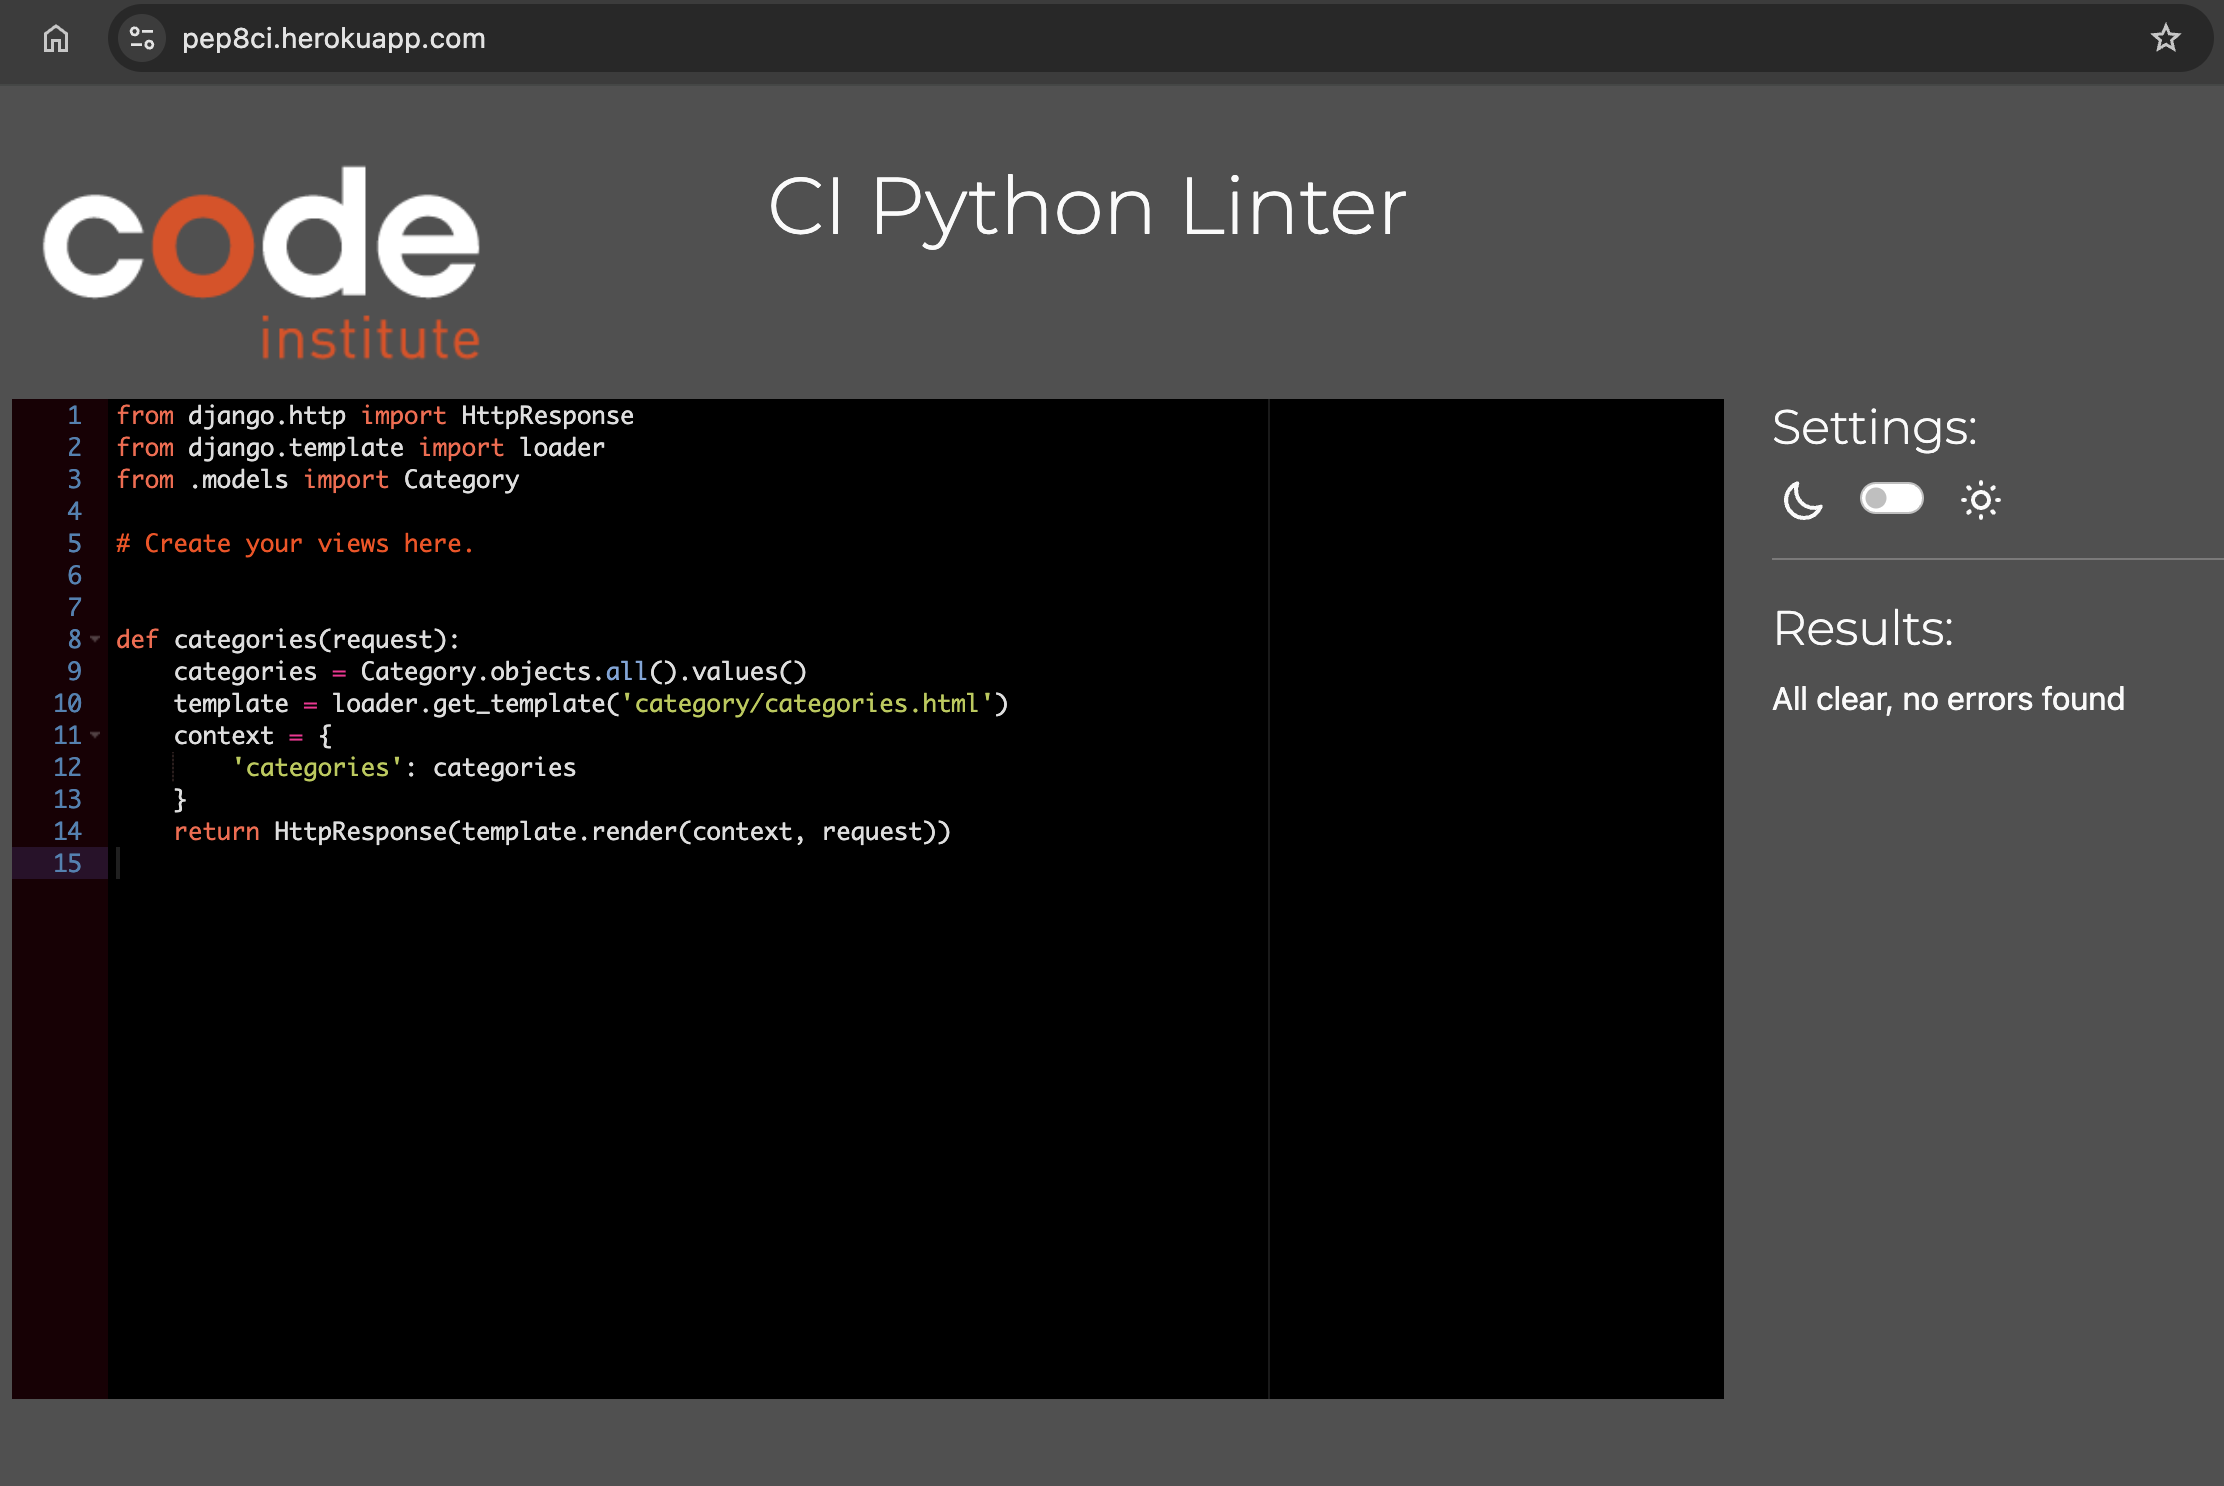 pep8ci.herokuapp.com
code
institute
CI Python Linter
1 from django.http import HttpResponse
2 from django.template import loader
3 from .models import Category
4
5 # Create your views here.
6
7
8 def categories(request):
9     categories = Category.objects.all().values()
10     template = loader.get_template('category/categories.html')
11     context = {
12         'categories': categories
13     }
14     return HttpResponse(template.render(context, request))
15
Settings:
Results:
All clear, no errors found